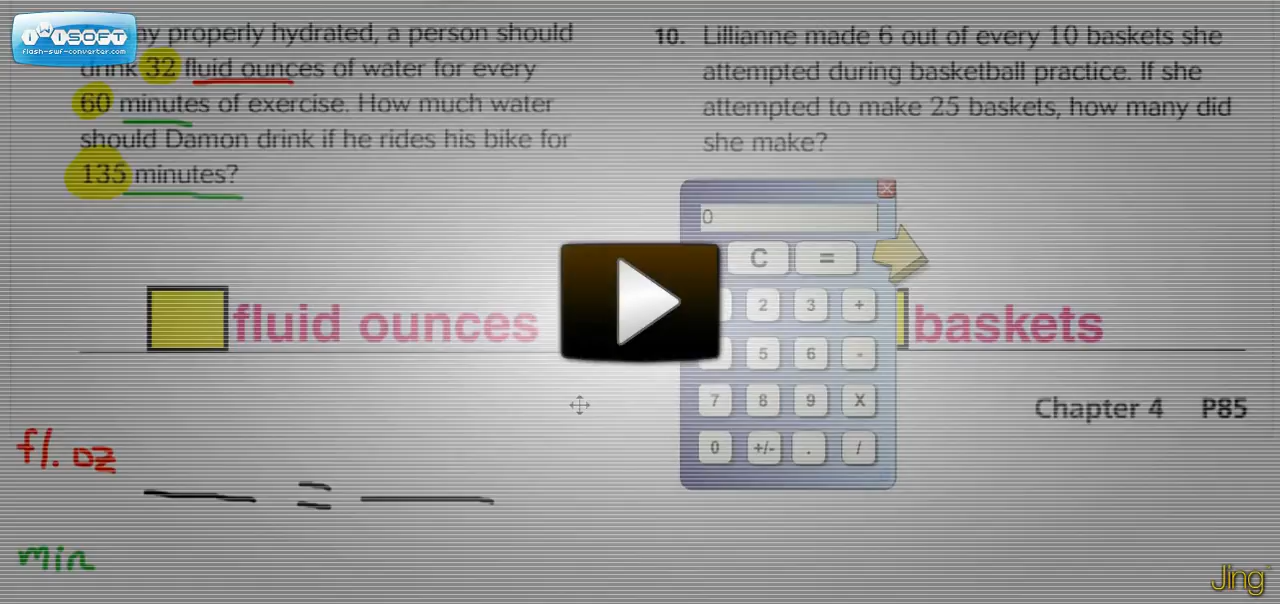 iWiSOFT
flash-swf-converter.com
ay properly hydrated, a person should
drink 32 fluid ounces of water for every
60 minutes of exercise. How much water
should Damon drink if he rides his bike for
135 minutes?
10. Lillianne made 6 out of every 10 baskets she
attempted during basketball practice. If she
attempted to make 25 baskets, how many did
she make?
0
C =
2 3 +
5 6 -
7 8 9 X
0 +/- . /
fluid ounces
baskets
Chapter 4 P85
fl. oz
=
min
Jing